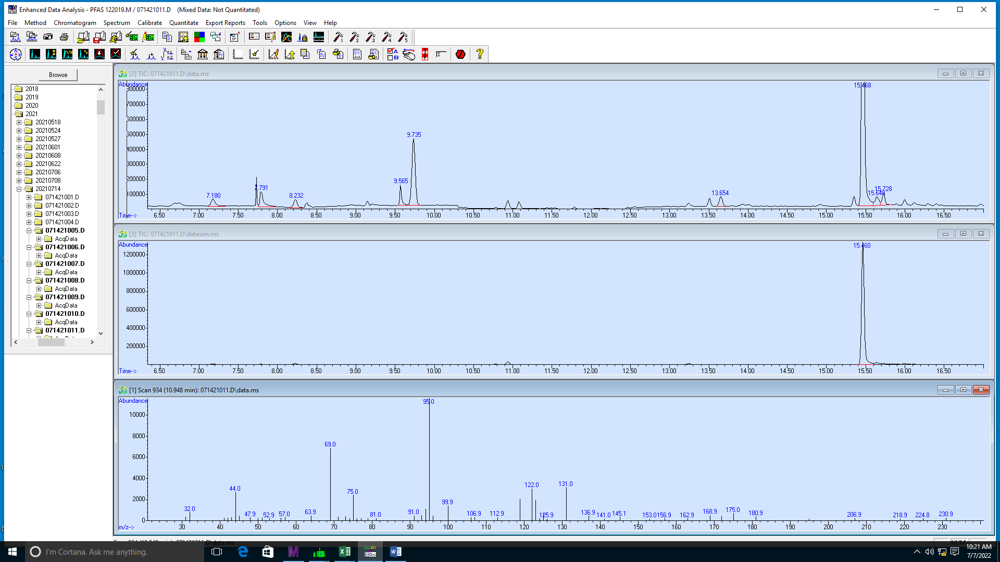 Enhanced Data Analysis - PFAS 122019.M / 071421011.D (Mixed Data: Not Quantitated)
File Method Chromatogram Spectrum Calibrate Quantitate Export Reports Tools Options View Help
SIM SIM 1 2 3 4 5
Browse
2018
2019
2020
2021
20210518
20210524
20210527
20210601
20210608
20210622
20210706
20210708
20210714
071421001.D
071421002.D
071421003.D
071421004.D
071421005.D
AcqData
071421006.D
AcqData
071421007.D
AcqData
071421008.D
AcqData
071421009.D
AcqData
071421010.D
AcqData
071421011.D
[2] TIC: 071421011.D\data.ms
Abundance
800000
700000
600000
500000
400000
300000
200000
100000
7.180 7.791 8.232 9.565 9.735 13.654 15.468 15.648 15.728
6.50 7.00 7.50 8.00 8.50 9.00 9.50 10.00 10.50 11.00 11.50 12.00 12.50 13.00 13.50 14.00 14.50 15.00 15.50 16.00 16.50
Time-->
[3] TIC: 071421011.D\datasim.ms
Abundance
15.460
1200000
1000000
800000
600000
400000
200000
6.50 7.00 7.50 8.00 8.50 9.00 9.50 10.00 10.50 11.00 11.50 12.00 12.50 13.00 13.50 14.00 14.50 15.00 15.50 16.00 16.50
Time-->
[1] Scan 934 (10.948 min): 071421011.D\data.ms
Abundance
10000
8000
6000
4000
2000
0
32.0 44.0 47.9 52.9 57.0 63.9 69.0 75.0 81.0 91.0 95.0 99.9 106.9 112.9 122.0 125.9 131.0 136.9 141.0 145.1 153.0 156.9 162.9 168.9 175.0 180.9 206.9 218.9 224.8 230.9
30 40 50 60 70 80 90 100 110 120 130 140 150 160 170 180 190 200 210 220 230
m/z-->
NUM
I'm Cortana. Ask me anything.
10:21 AM
7/7/2022